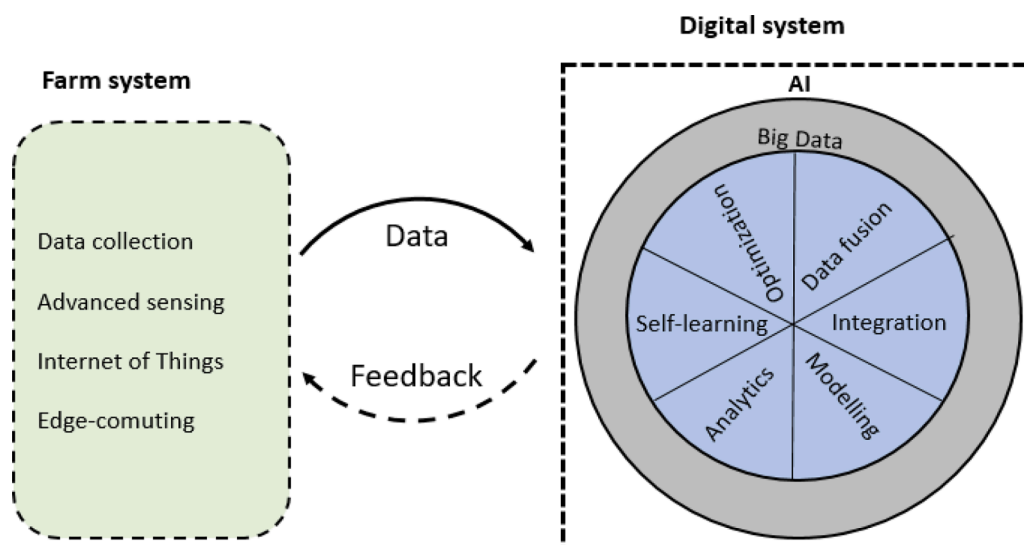 Digital system
Farm system
AI
Big Data
Data collection
Advanced sensing
Internet of Things
Edge-comuting
Data
Feedback
Optimization
Data fusion
Self-learning
Integration
Analytics
Modelling